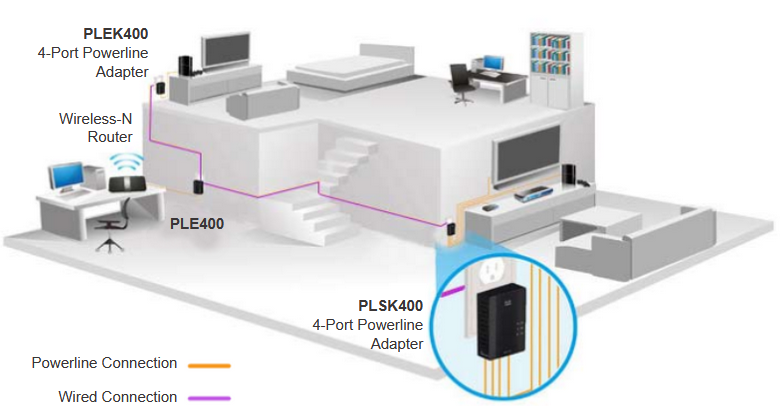 PLEK400
4-Port Powerline
Adapter
Wireless-N
Router
PLE400
PLSK400
4-Port Powerline
Adapter
Powerline Connection
Wired Connection